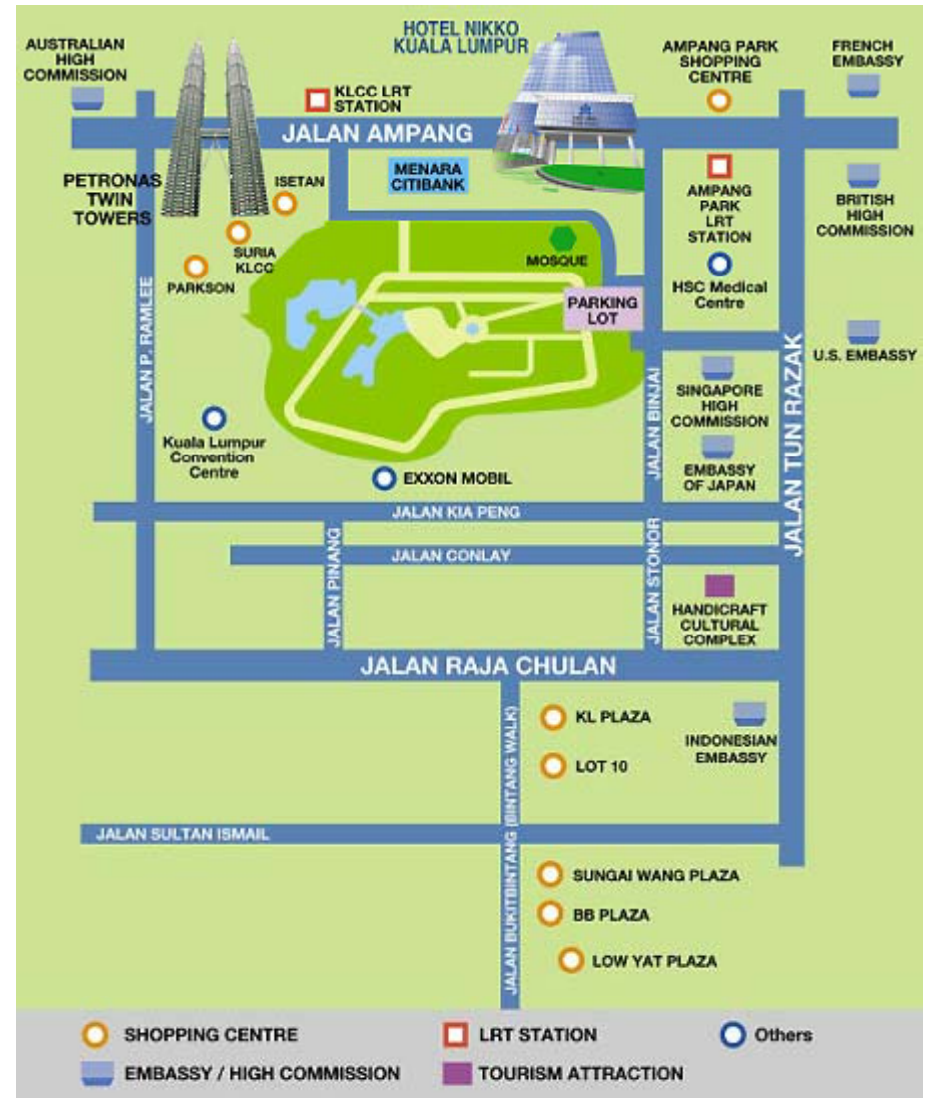 AUSTRALIAN
HIGH
COMMISSION
HOTEL NIKKO
KUALA LUMPUR
AMPANG PARK
SHOPPING
CENTRE
FRENCH
EMBASSY
KLCC LRT
STATION
JALAN AMPANG
PETRONAS
TWIN
TOWERS
ISETAN
MENARA
CITIBANK
AMPANG
PARK
LRT
STATION
BRITISH
HIGH
COMMISSION
SURIA
KLCC
PARKSON
MOSQUE
HSC Medical
Centre
PARKING
LOT
JALAN P. RAMLEE
JALAN BINJAI
JALAN TUN RAZAK
U.S. EMBASSY
SINGAPORE
HIGH
COMMISSION
Kuala Lumpur
Convention
Centre
EXXON MOBIL
EMBASSY
OF JAPAN
JALAN KIA PENG
JALAN PINANG
JALAN CONLAY
JALAN STONOR
HANDICRAFT
CULTURAL
COMPLEX
JALAN RAJA CHULAN
JALAN BUKITBINTANG (BINTANG WALK)
KL PLAZA
LOT 10
INDONESIAN
EMBASSY
JALAN SULTAN ISMAIL
SUNGAI WANG PLAZA
BB PLAZA
LOW YAT PLAZA
SHOPPING CENTRE
LRT STATION
Others
EMBASSY / HIGH COMMISSION
TOURISM ATTRACTION